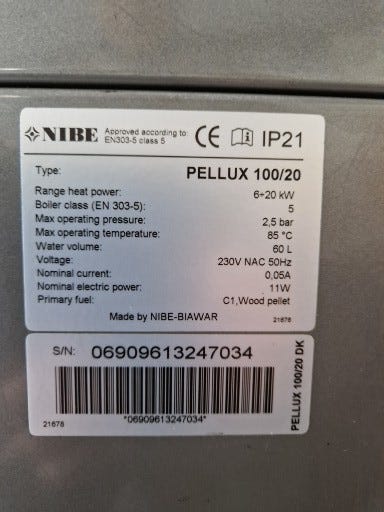 NIBE Approved according to: EN303-5 class 5 CE IP21
Type: PELLUX 100/20
Range heat power: 6÷20 kW
Boiler class (EN 303-5): 5
Max operating pressure: 2,5 bar
Max operating temperature: 85 °C
Water volume: 60 L
Voltage: 230V NAC 50Hz
Nominal current: 0,05A
Nominal electric power: 11W
Primary fuel: C1,Wood pellet
Made by NIBE-BIAWAR 21678
S/N: 06909613247034
21678 *06909613247034*
PELLUX 100/20 DK